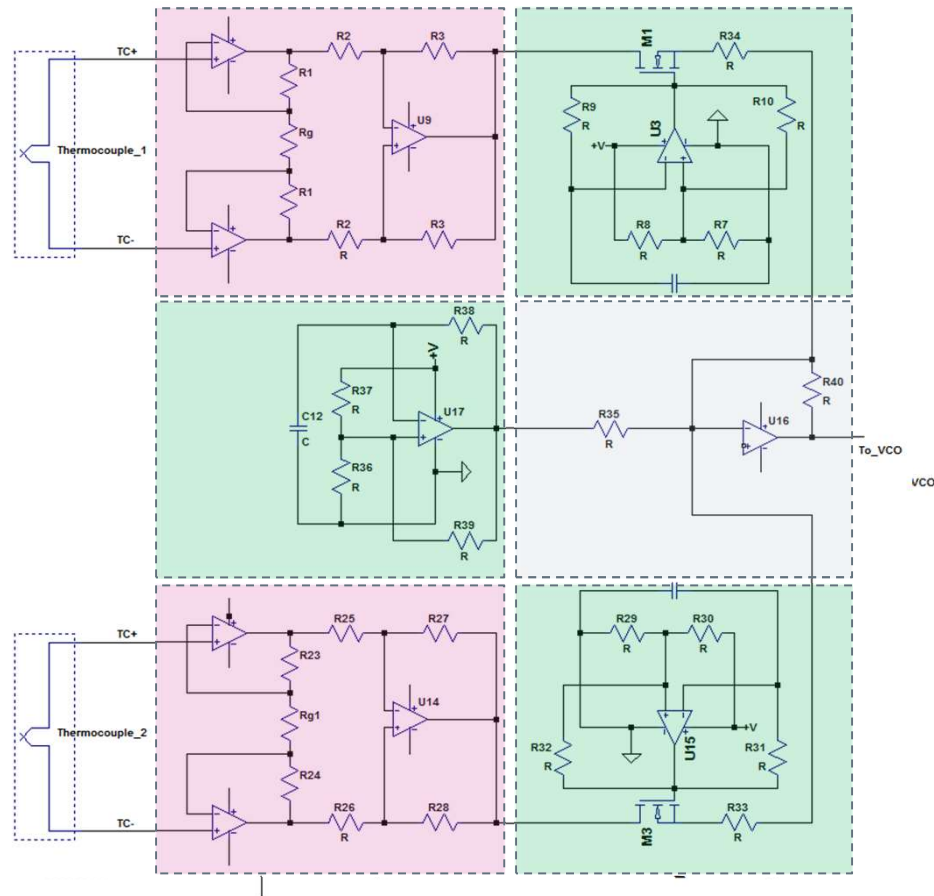 TC+
R2
R3
R1
U9
Rg
Thermocouple_1
R1
TC-
R2
R
R3
M1
R34
R
R9
R
R10
R
U3
+V
R8
R
R7
R
R38
R
+V
R37
R
C12
C
U17
R36
R
R39
R
R35
R
R40
R
U16
To_VCO
VCO
TC+
R25
R27
R23
U14
Rg1
Thermocouple_2
R24
TC-
R26
R
R28
R29
R
R30
R
+V
U15
R32
R
R31
R
M3
R33
R